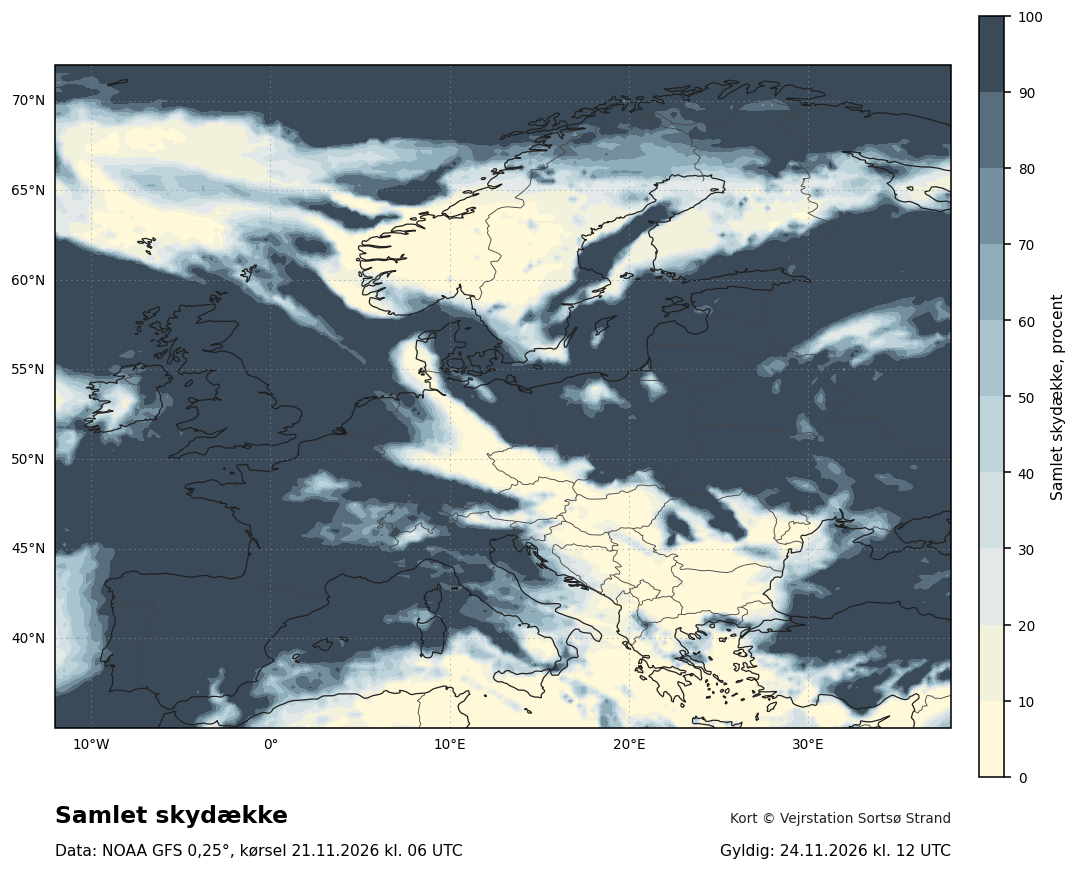 100
90
80
70
60
50
40
30
20
10
0
Samlet skydække, procent
70°N
65°N
60°N
55°N
50°N
45°N
40°N
10°W
0°
10°E
20°E
30°E
Samlet skydække
Kort © Vejrstation Sortsø Strand
Data: NOAA GFS 0,25°, kørsel 21.11.2026 kl. 06 UTC
Gyldig: 24.11.2026 kl. 12 UTC